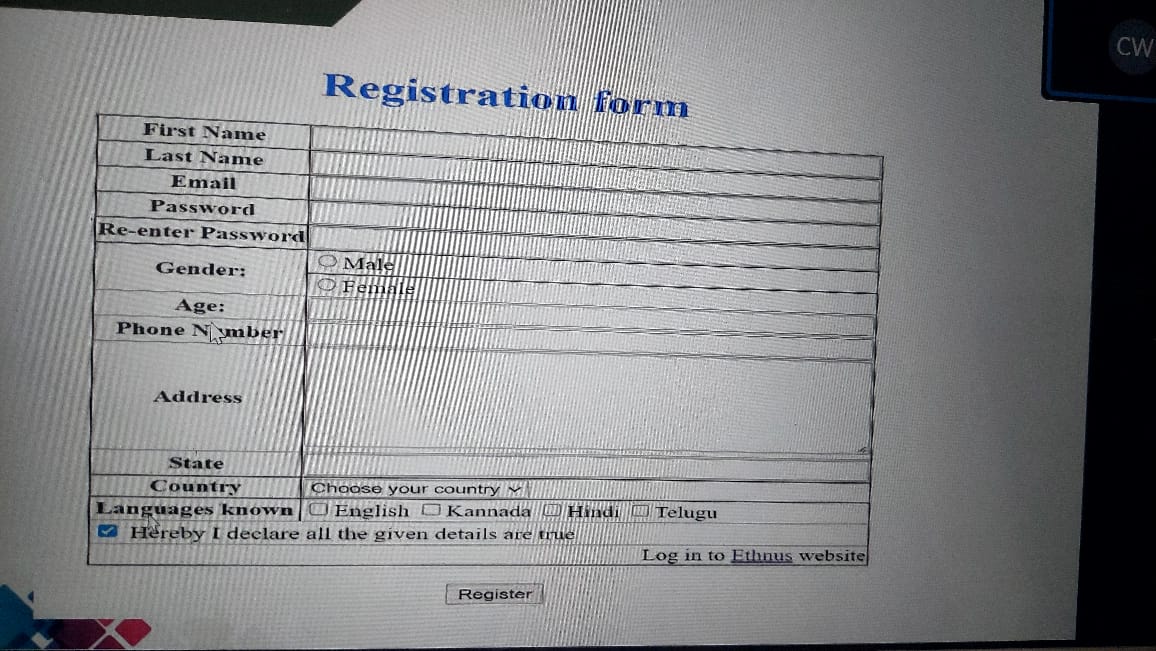 CW
Registration form
First Name
Last Name
Email
Password
Re-enter Password
Gender:
Male
Female
Age:
Phone Number
Address
State
Country Choose your country
Languages known English Kannada Hindi Telugu
Hereby I declare all the given details are true
Log in to Ethnus website
Register